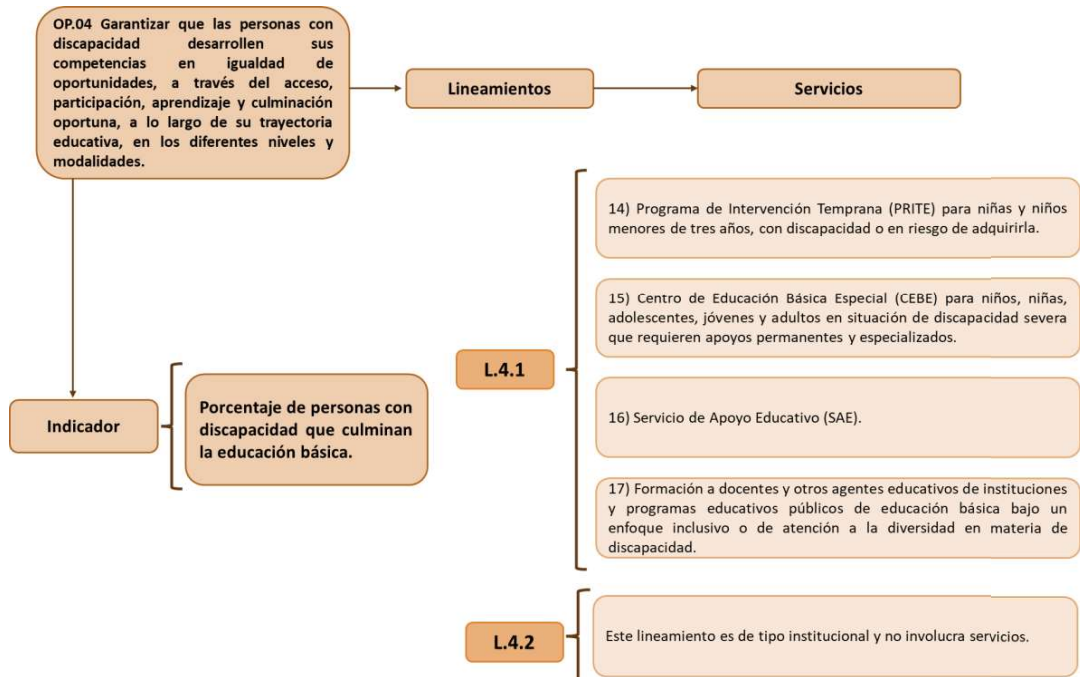 OP.04 Garantizar que las personas con
discapacidad desarrollen sus
competencias en igualdad de
oportunidades, a través del acceso,
participación, aprendizaje y culminación
oportuna, a lo largo de su trayectoria
educativa, en los diferentes niveles y
modalidades.
Lineamientos
Servicios
Indicador
Porcentaje de personas con
discapacidad que culminan
la educación básica.
L.4.1
14) Programa de Intervención Temprana (PRITE) para niñas y niños
menores de tres años, con discapacidad o en riesgo de adquirirla.
15) Centro de Educación Básica Especial (CEBE) para niños, niñas,
adolescentes, jóvenes y adultos en situación de discapacidad severa
que requieren apoyos permanentes y especializados.
16) Servicio de Apoyo Educativo (SAE).
17) Formación a docentes y otros agentes educativos de instituciones
y programas educativos públicos de educación básica bajo un
enfoque inclusivo o de atención a la diversidad en materia de
discapacidad.
L.4.2
Este lineamiento es de tipo institucional y no involucra servicios.